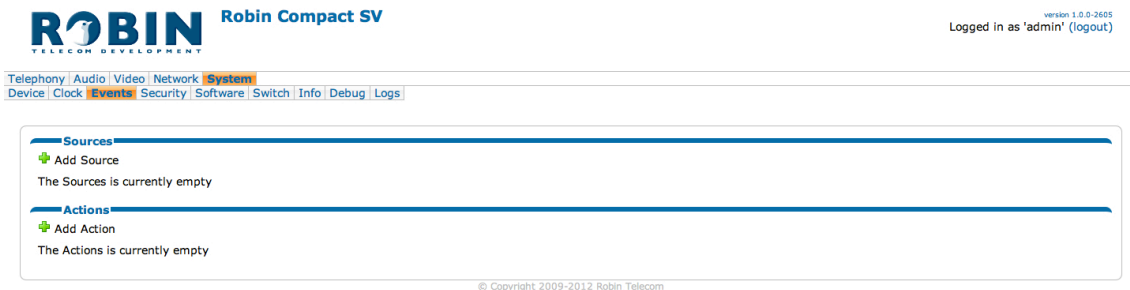 ROBIN
TELECOM DEVELOPMENT
Robin Compact SV
version 1.0.0-2605
Logged in as 'admin' (logout)
Telephony Audio Video Network System
Device Clock Events Security Software Switch Info Debug Logs
Sources
Add Source
The Sources is currently empty
Actions
Add Action
The Actions is currently empty
© Copyright 2009-2012 Robin Telecom